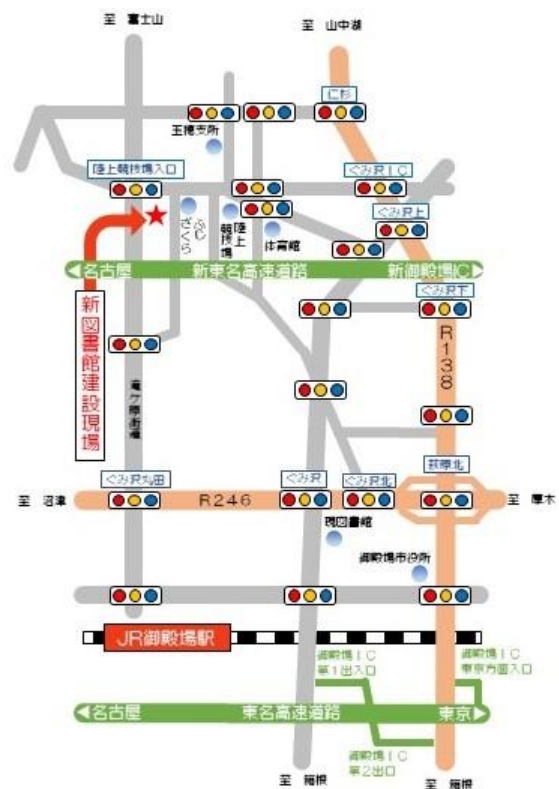 至 富士山
至 山中湖
仁杉
玉穂支所
陸上競技場入口
ぐみ沢IC
ぐみ沢上
ふじ
ざくら
陸上
競技場
体育館
名古屋
新東名高速道路
新御殿場IC
ぐみ沢下
新図書館建設現場
R138
滝ケ原街道
ぐみ沢丸田
ぐみ沢
ぐみ沢北
萩原北
至 沼津
R246
至 厚木
現図書館
御殿場市役所
JR御殿場駅
御殿場IC
第1出入口
御殿場IC
東京方面入口
名古屋
東名高速道路
東京
御殿場IC
第2出口
至 箱根
至 箱根